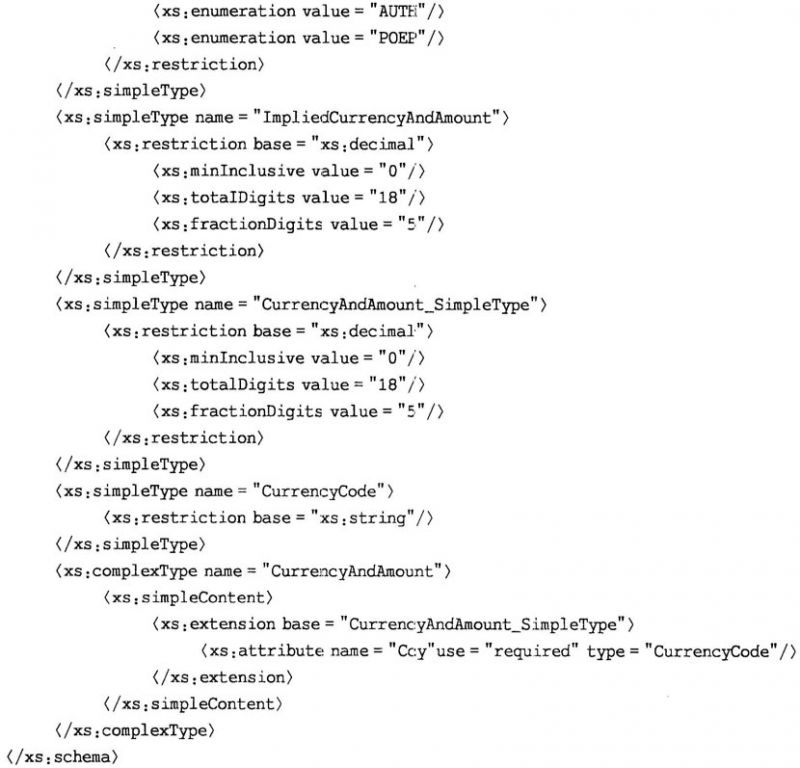 〈xs:enumeration value = "AUTH"/〉
〈xs:enumeration value = "POEP"/〉
〈/xs:restriction〉
〈/xs:simpleType〉
〈xs:simpleType name = "ImpliedCurrencyAndAmount"〉
〈xs:restriction base = "xs:decimal"〉
〈xs:minInclusive value = "0"/〉
〈xs:totaIDigits value = "18"/〉
〈xs:fractionDigits value = "5"/〉
〈/xs:restriction〉
〈/xs:simpleType〉
〈xs:simpleType name = "CurrencyAndAmount_SimpleType"〉
〈xs:restriction base = "xs:decimal"〉
〈xs:minInclusive value = "0"/〉
〈xs:totalDigits value = "18"/〉
〈xs:fractionDigits value = "5"/〉
〈/xs:restriction〉
〈/xs:simpleType〉
〈xs:simpleType name = "CurrencyCode"〉
〈xs:restriction base = "xs:string"/〉
〈/xs:simpleType〉
〈xs:complexType name = "CurrencyAndAmount"〉
〈xs:simpleContent〉
〈xs:extension base = "CurrencyAndAmount_SimpleType"〉
〈xs:attribute name = "Ccy"use = "required" type = "CurrencyCode"/〉
〈/xs:extension〉
〈/xs:simpleContent〉
〈/xs:complexType〉
〈/xs:schema〉